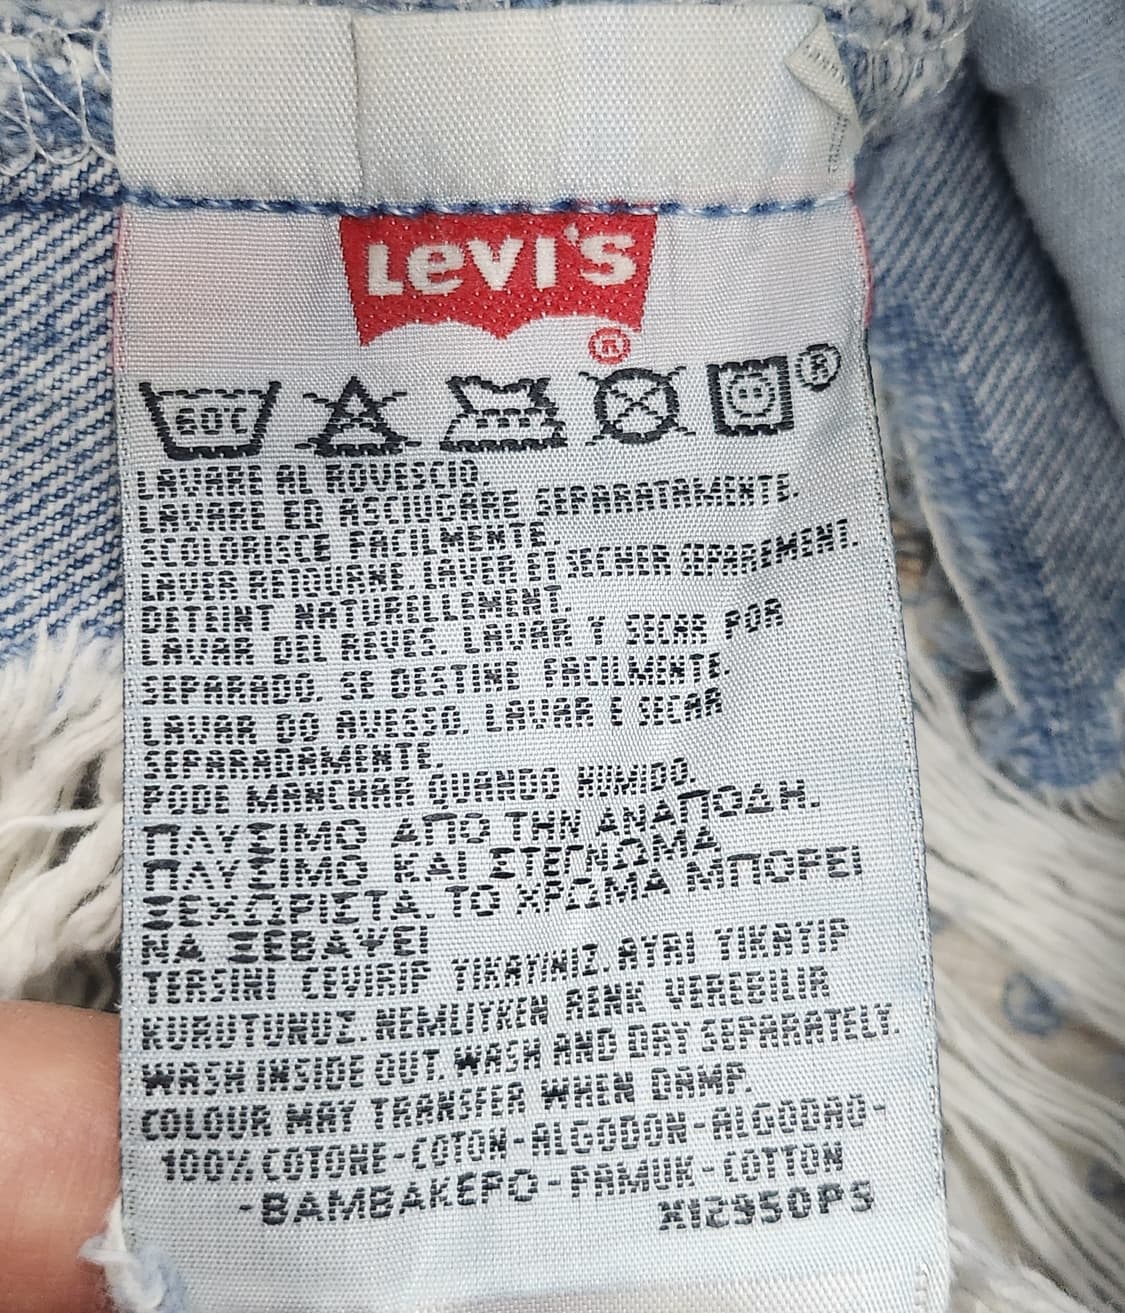 Levi's
®
60°C
®
LAVARE AL ROVESCIO.
LAVARE ED ASCIUGARE SEPARATAMENTE.
SCOLORISCE FACILMENTE.
LAVER RETOURNE. LAVER ET SECHER SEPAREMENT.
DETEINT NATURELLEMENT.
LAVAR DEL REVES. LAVAR Y SECAR POR
SEPARADO. SE DESTINE FACILMENTE.
LAVAR DO AVESSO. LAVAR E SECAR
SEPARADAMENTE.
PODE MANCHAR QUANDO HUMIDO.
ΠΛΥΣΙΜΟ ΑΠΟ ΤΗΝ ΑΝΑΠΟΔΗ.
ΠΛΥΣΙΜΟ ΚΑΙ ΣΤΕΓΝΩΜΑ
ΞΕΧΩΡΙΣΤΑ. ΤΟ ΧΡΩΜΑ ΜΠΟΡΕΙ
ΝΑ ΞΕΒΑΨΕΙ
TERSINI CEVIRIP YIKAYINIZ. AYRI YIKAYIP
KURUTUNUZ. NEMLIYKEN RENK VEREBILIR
WASH INSIDE OUT. WASH AND DRY SEPARATELY.
COLOUR MAY TRANSFER WHEN DAMP.
100% COTONE-COTON-ALGODON-ALGODAO-
-ΒΑΜΒΑΚΕΡΟ-PAMUK-COTTON
X12950PS